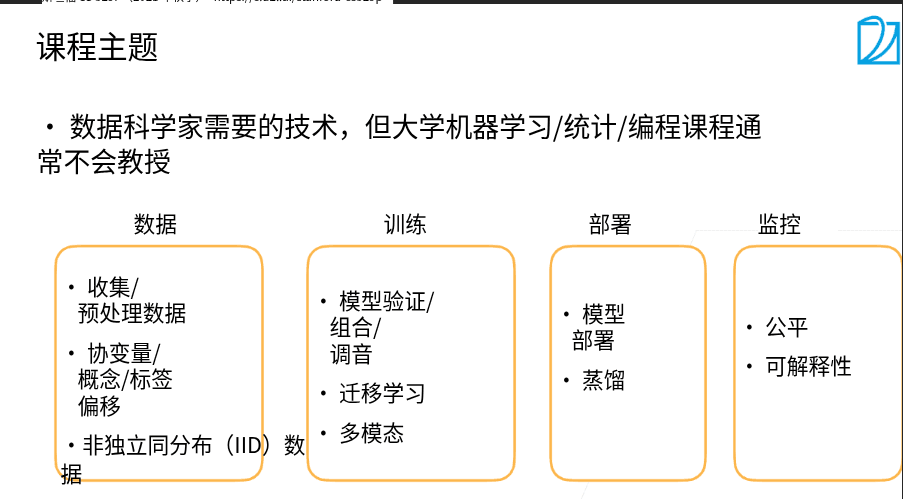 课程主题
• 数据科学家需要的技术，但大学机器学习/统计/编程课程通
常不会教授
数据
• 收集/
预处理数据
• 协变量/
概念/标签
偏移
• 非独立同分布（IID）数
据
训练
• 模型验证/
组合/
调音
• 迁移学习
• 多模态
部署
• 模型
部署
• 蒸馏
监控
• 公平
• 可解释性